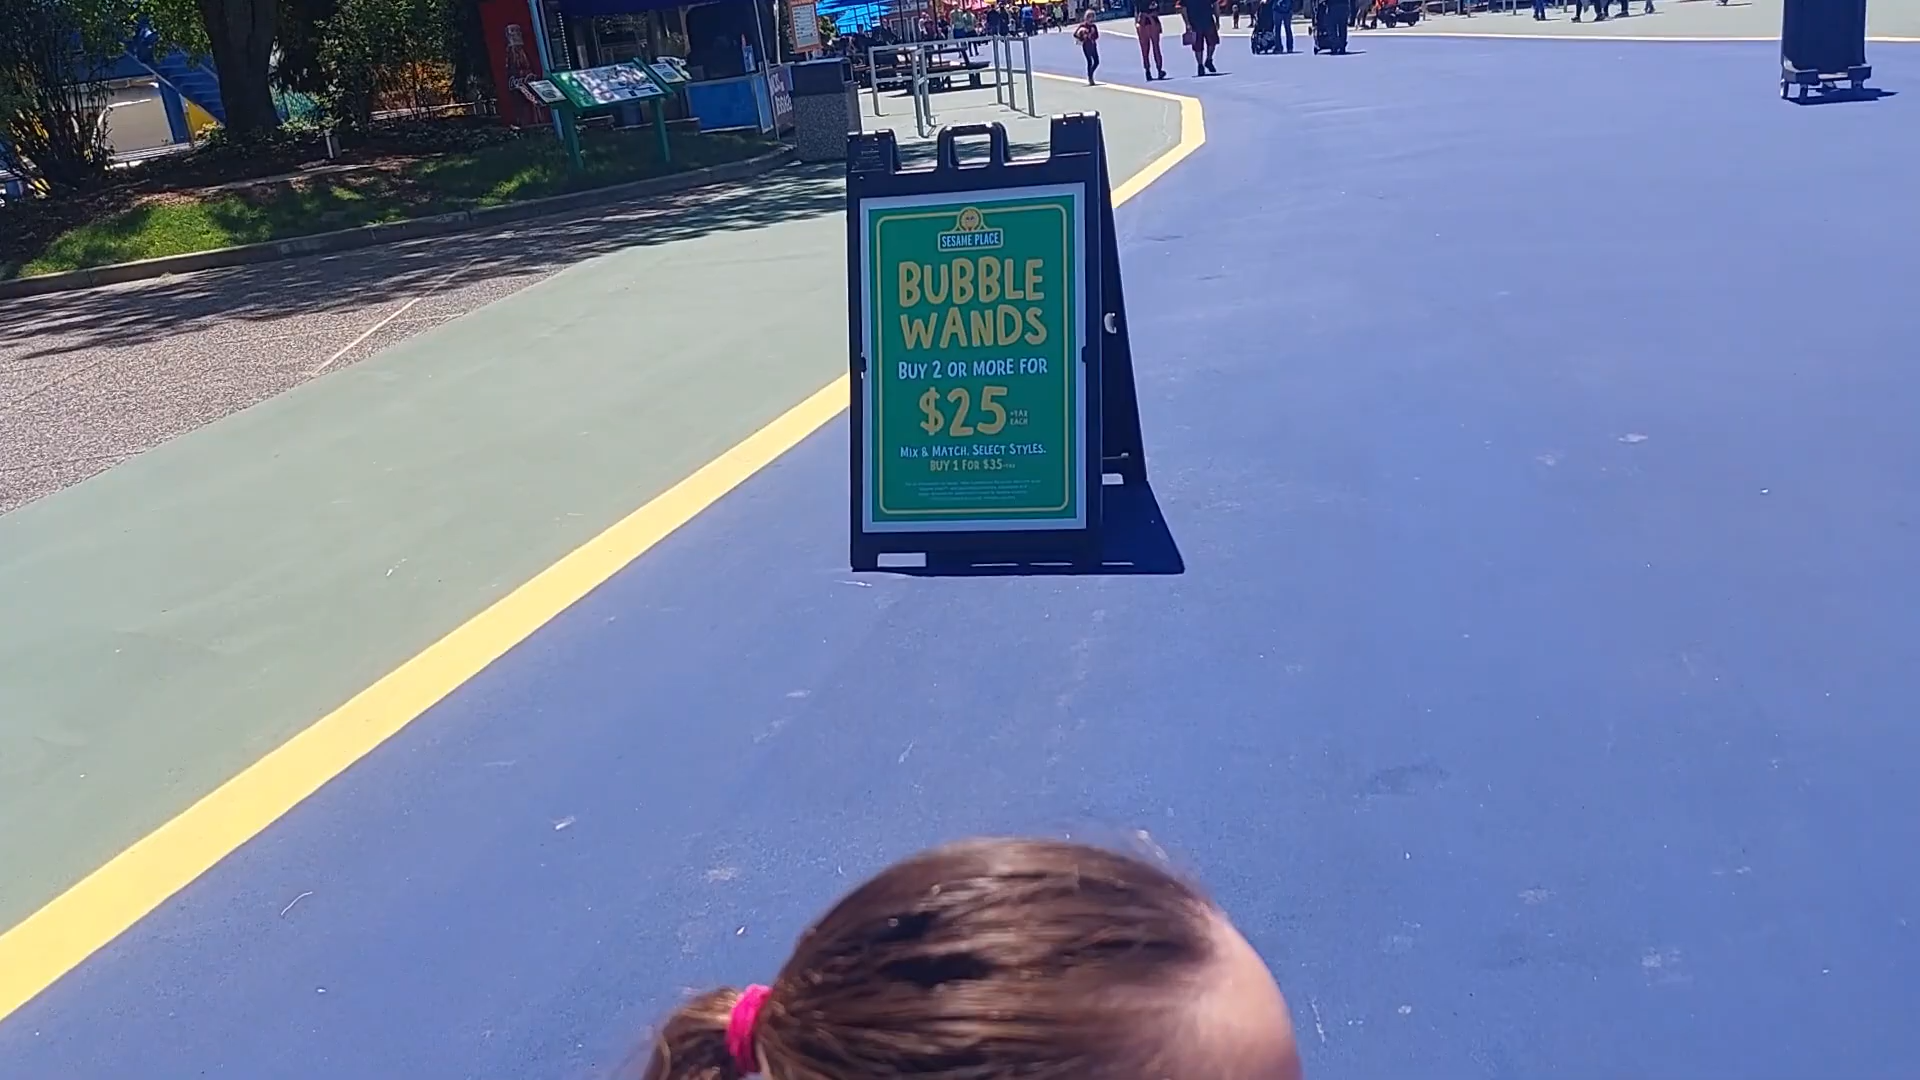 SESAME PLACE
BUBBLE
WANDS
BUY 2 OR MORE FOR
$25 +TAX
EACH
MIX & MATCH. SELECT STYLES.
BUY 1 FOR $35 +TAX